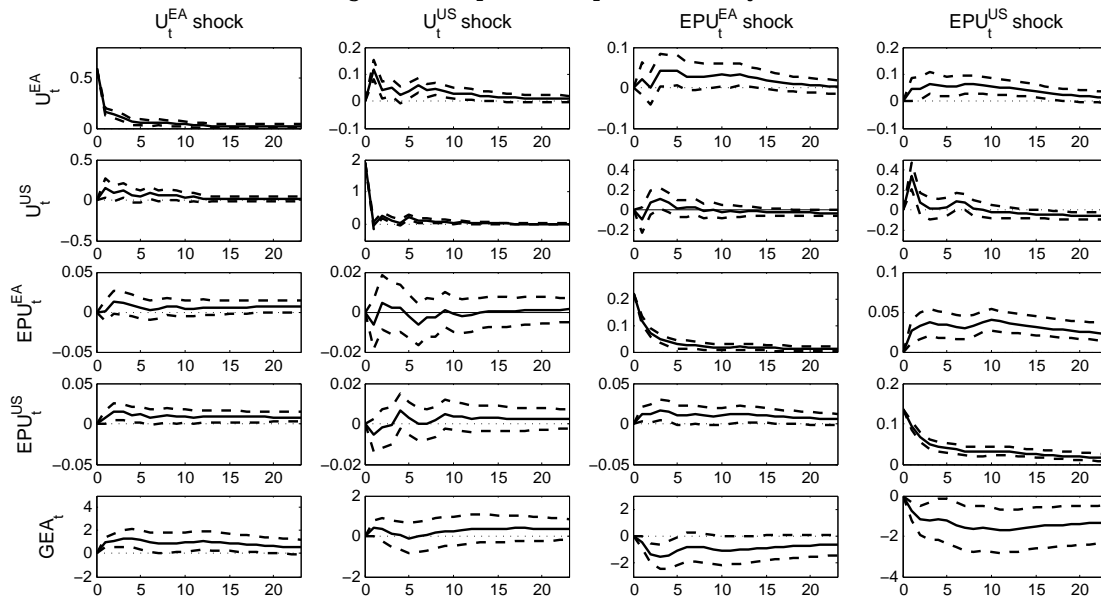 U_t^EA shock U_t^US shock EPU_t^EA shock EPU_t^US shock
U_t^EA
0.5 0
0 5 10 15 20
0.2 0.1 0 −0.1
0 5 10 15 20
0.1 0 −0.1
0 5 10 15 20
0.2 0.1 0 −0.1
0 5 10 15 20
U_t^US
0.5 0 −0.5
0 5 10 15 20
2 1 0
0 5 10 15 20
0.4 0.2 0 −0.2
0 5 10 15 20
0.4 0.2 0 −0.2
0 5 10 15 20
EPU_t^EA
0.05 0 −0.05
0 5 10 15 20
0.02 0 −0.02
0 5 10 15 20
0.2 0.1 0
0 5 10 15 20
0.1 0.05 0
0 5 10 15 20
EPU_t^US
0.05 0 −0.05
0 5 10 15 20
0.02 0 −0.02
0 5 10 15 20
0.05 0 −0.05
0 5 10 15 20
0.2 0.1 0
0 5 10 15 20
GEA_t
4 2 0 −2
0 5 10 15 20
2 0 −2
0 5 10 15 20
2 0 −2
0 5 10 15 20
0 −2 −4
0 5 10 15 20